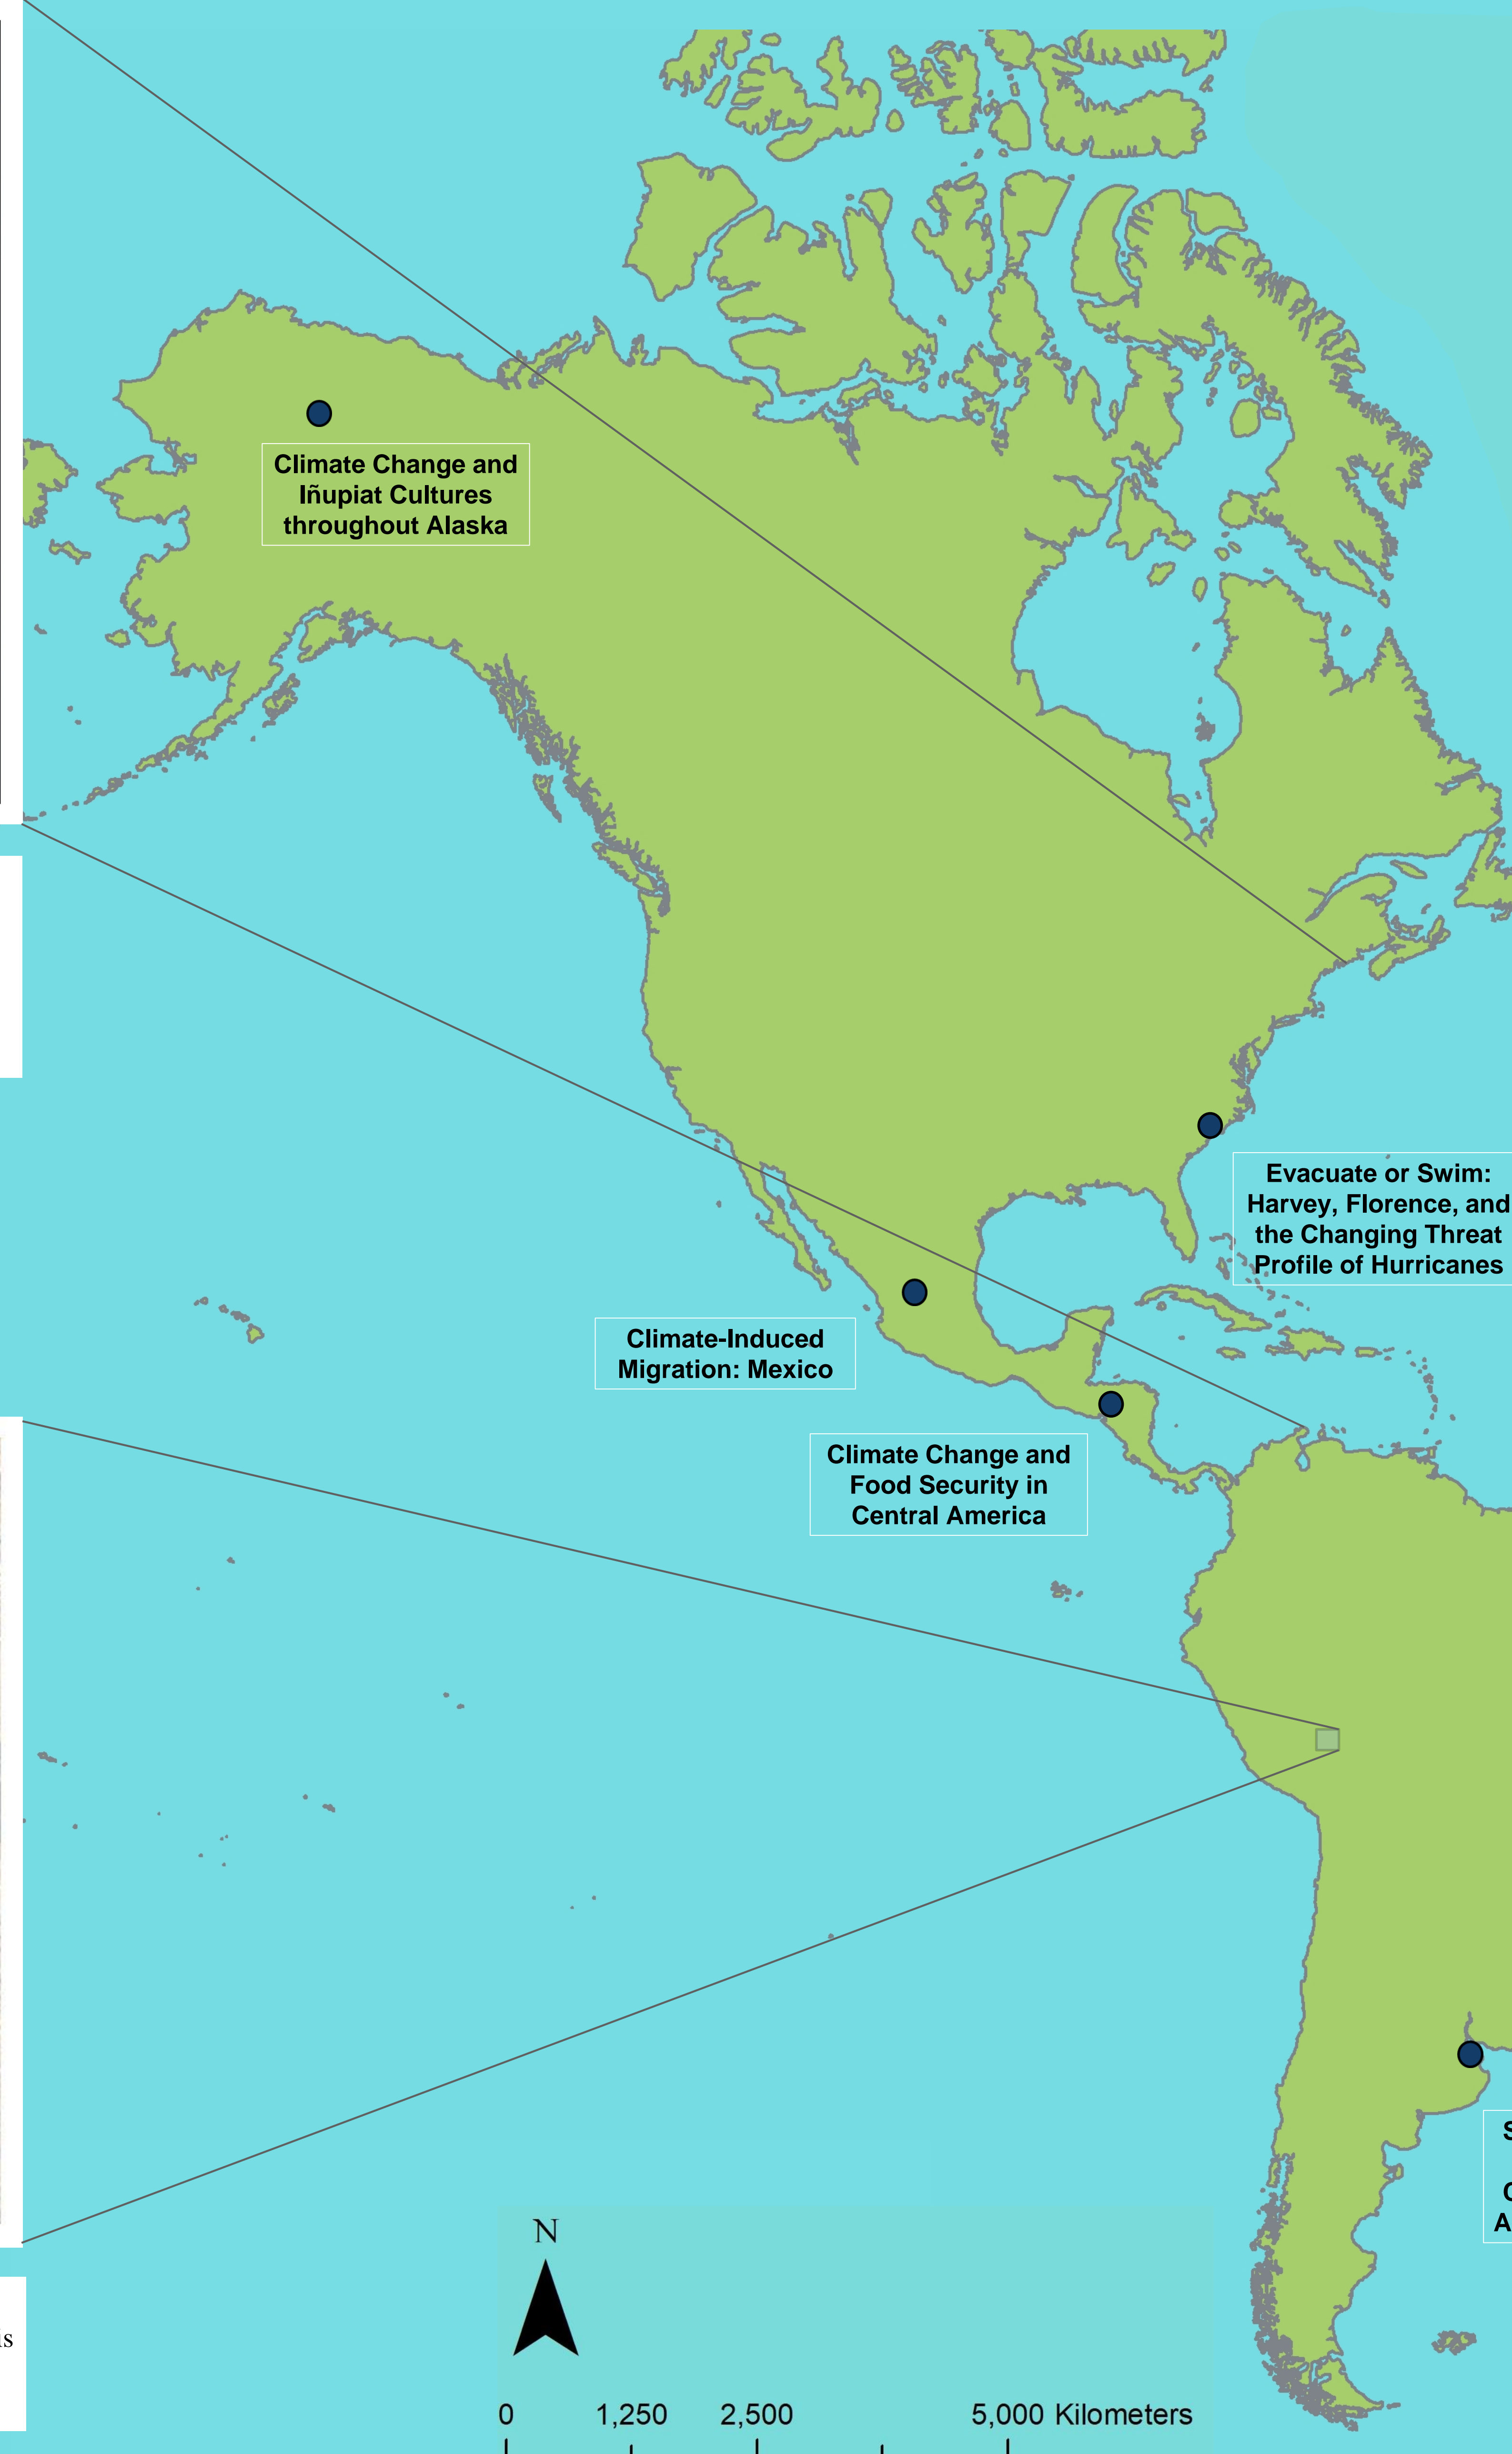 Climate Change and
Iñupiat Cultures
throughout Alaska
Evacuate or Swim:
Harvey, Florence, and
the Changing Threat
Profile of Hurricanes
Climate-Induced
Migration: Mexico
Climate Change and
Food Security in
Central America
N
0 1,250 2,500 5,000 Kilometers